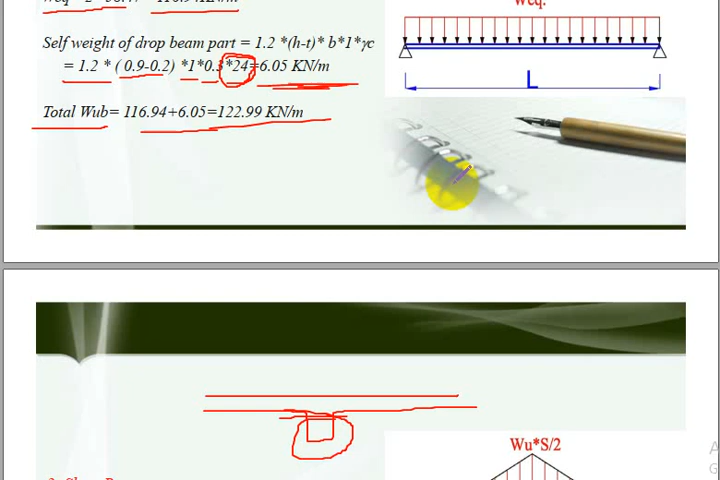 Weq.
Self weight of drop beam part = 1.2 *(h-t)* b*1*γc
= 1.2 * ( 0.9-0.2) *1*0.3*24=6.05 KN/m
L
Total Wub= 116.94+6.05=122.99 KN/m
Wu*S/2